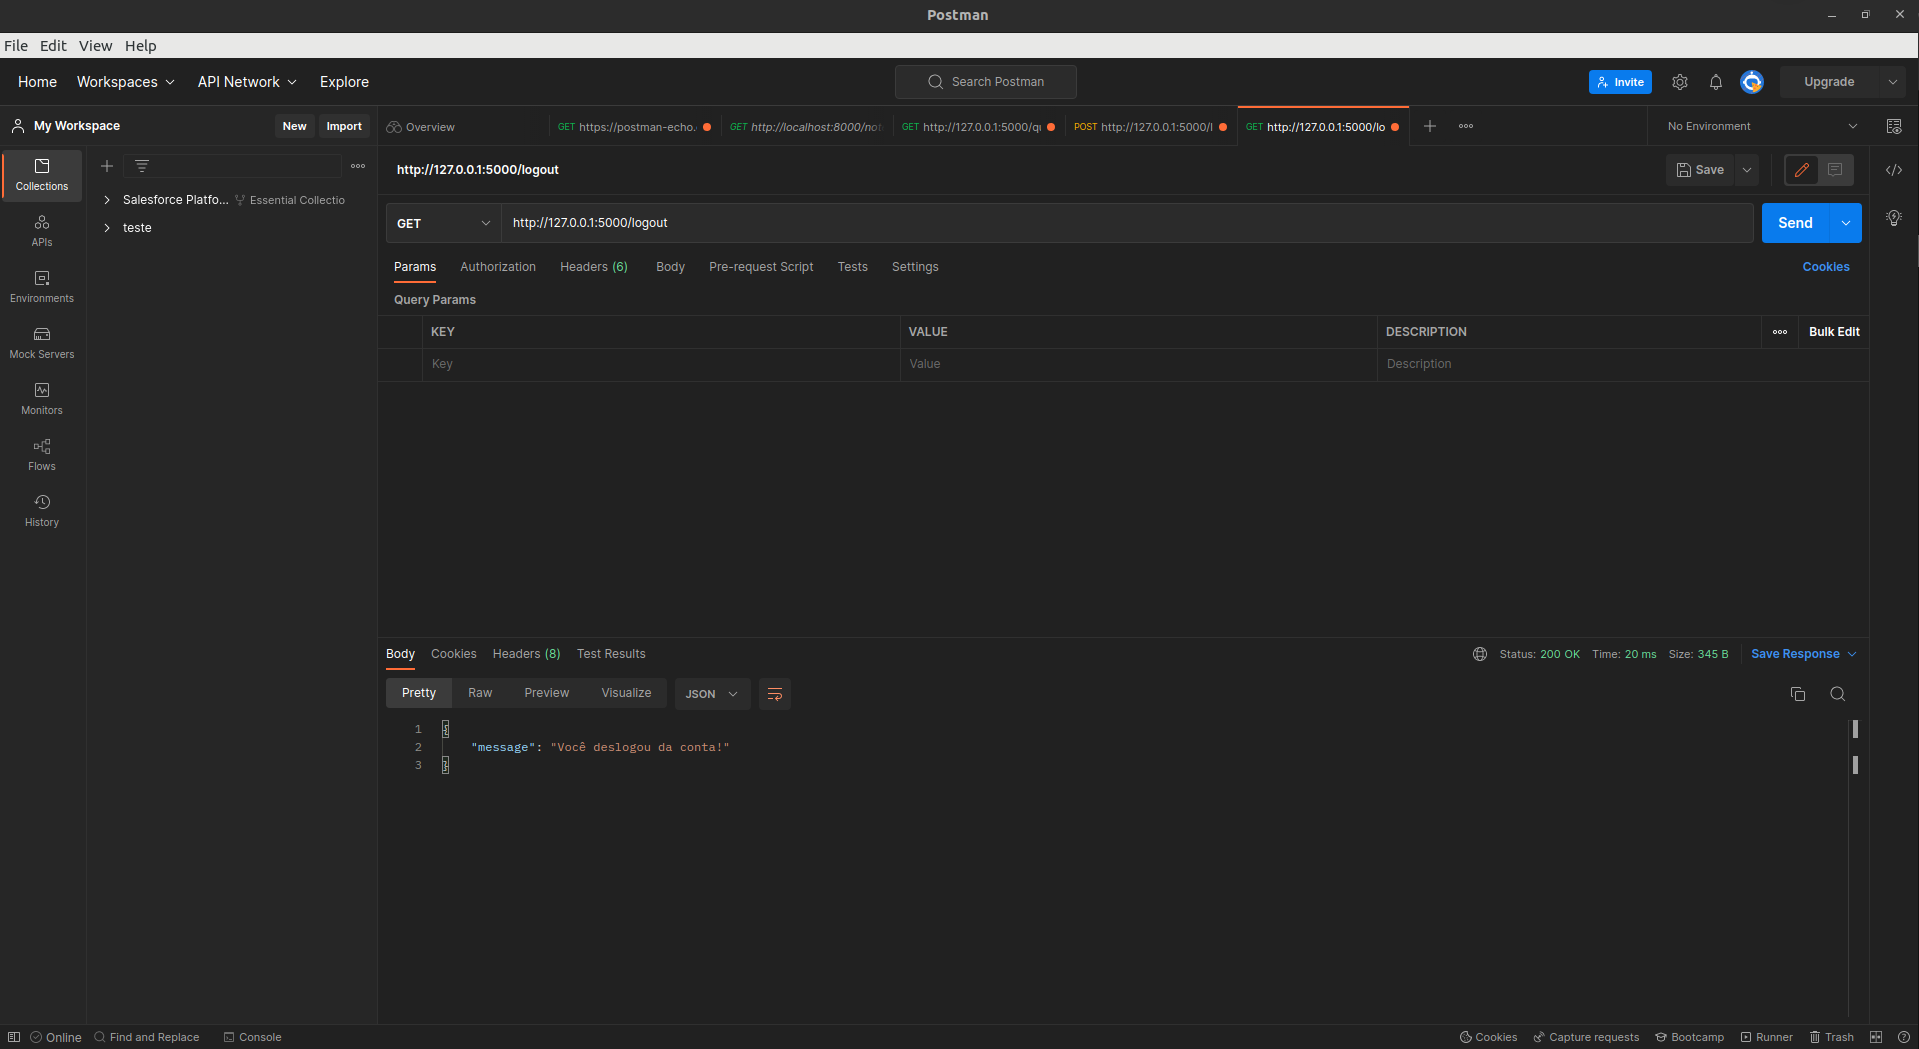 Postman
File Edit View Help
Home Workspaces API Network Explore Search Postman Invite Upgrade
My Workspace New Import Overview GET https://postman-echo. GET http://localhost:8000/not GET http://127.0.0.1:5000/qu POST http://127.0.0.1:5000/l GET http://127.0.0.1:5000/lo No Environment
http://127.0.0.1:5000/logout Save
Collections
Salesforce Platfo... Essential Collectio
teste
APIs
Environments
Mock Servers
Monitors
Flows
History
GET http://127.0.0.1:5000/logout Send
Params Authorization Headers (6) Body Pre-request Script Tests Settings Cookies
Query Params
KEY VALUE DESCRIPTION Bulk Edit
Key Value Description
Body Cookies Headers (8) Test Results Status: 200 OK Time: 20 ms Size: 345 B Save Response
Pretty Raw Preview Visualize JSON
1 {
2 "message": "Você deslogou da conta!"
3 }
Online Find and Replace Console Cookies Capture requests Bootcamp Runner Trash